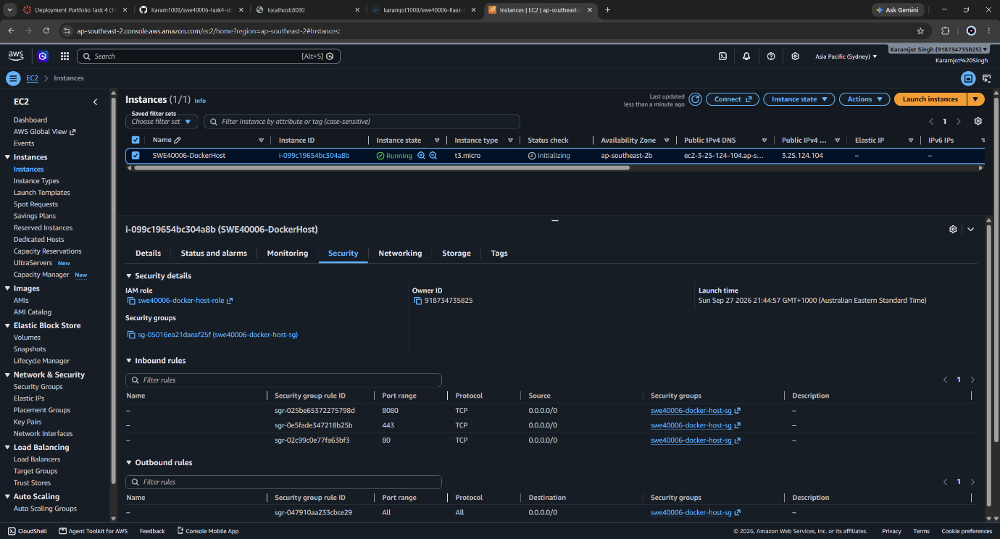 Deployment Portfolio Task 4 (10
Karam1008/swe40006-task4-do
localhost:8080
karamjot1008/swe40006-flask-t
Instances | EC2 | ap-southeast-2
Ask Gemini
ap-southeast-2.console.aws.amazon.com/ec2/home?region=ap-southeast-2#Instances:
aws
Search
[Alt+S]
Asia Pacific (Sydney)
Karamjot Singh (918734735825)
Karamjot%20Singh
EC2
Instances
EC2
Dashboard
AWS Global View
Events
Instances
Instances
Instance Types
Launch Templates
Spot Requests
Savings Plans
Reserved Instances
Dedicated Hosts
Capacity Reservations
UltraServers New
Capacity Manager New
Images
AMIs
AMI Catalog
Elastic Block Store
Volumes
Snapshots
Lifecycle Manager
Network & Security
Security Groups
Elastic IPs
Placement Groups
Key Pairs
Network Interfaces
Load Balancing
Load Balancers
Target Groups
Trust Stores
Auto Scaling
Auto Scaling Groups
Instances (1/1) Info
Last updated
less than a minute ago
Connect
Instance state
Actions
Launch instances
Saved filter sets
Choose filter set
Filter Instance by attribute or tag (case-sensitive)
1
Name Instance ID Instance state Instance type Status check Availability Zone Public IPv4 DNS Public IPv4 ... Elastic IP IPv6 IPs
SWE40006-DockerHost i-099c19654bc304a8b Running t3.micro Initializing ap-southeast-2b ec2-3-25-124-104.ap-s... 3.25.124.104 – –
i-099c19654bc304a8b (SWE40006-DockerHost)
Details Status and alarms Monitoring Security Networking Storage Tags
Security details
IAM role
swe40006-docker-host-role
Owner ID
918734735825
Launch time
Sun Sep 27 2026 21:44:57 GMT+1000 (Australian Eastern Standard Time)
Security groups
sg-05016ea21daeaf25f (swe40006-docker-host-sg)
Inbound rules
Filter rules
1
Name Security group rule ID Port range Protocol Source Security groups Description
– sgr-025be65372275798d 8080 TCP 0.0.0.0/0 swe40006-docker-host-sg –
– sgr-0e5fade347218b25b 443 TCP 0.0.0.0/0 swe40006-docker-host-sg –
– sgr-02c99c0e77fa63bf3 80 TCP 0.0.0.0/0 swe40006-docker-host-sg –
Outbound rules
Filter rules
1
Name Security group rule ID Port range Protocol Destination Security groups Description
– sgr-047910aa233cbce29 All All 0.0.0.0/0 swe40006-docker-host-sg –
CloudShell
Agent Toolkit for AWS
Feedback
Console Mobile App
© 2026, Amazon Web Services, Inc. or its affiliates.
Privacy
Terms
Cookie preferences